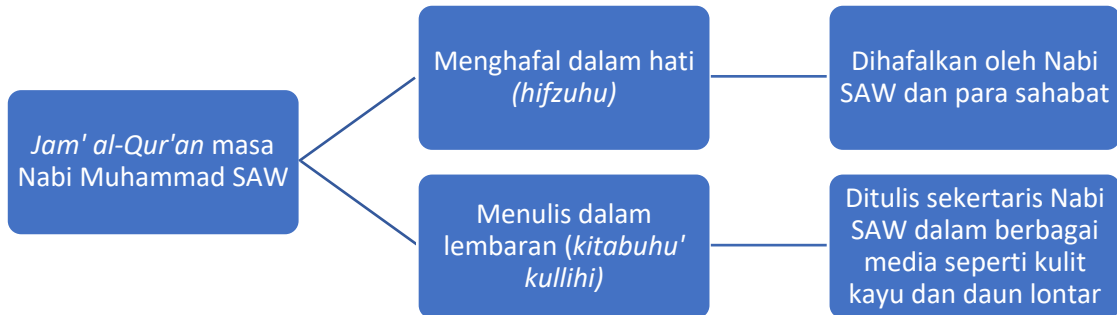 Jam' al-Qur'an masa
Nabi Muhammad SAW
Menghafal dalam hati
(hifzuhu)
Dihafalkan oleh Nabi
SAW dan para sahabat
Menulis dalam
lembaran (kitabuhu'
kullihi)
Ditulis sekertaris Nabi
SAW dalam berbagai
media seperti kulit
kayu dan daun lontar